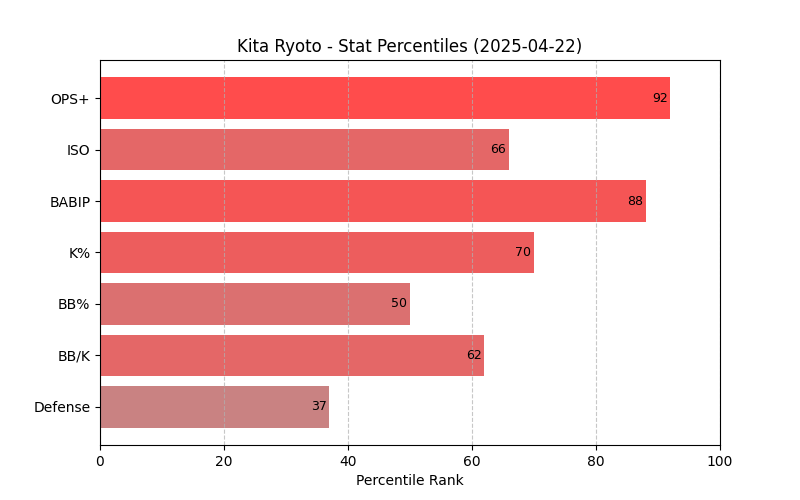 Kita Ryoto - Stat Percentiles (2025-04-22)
OPS+ 92
ISO 66
BABIP 88
K% 70
BB% 50
BB/K 62
Defense 37
0 20 40 60 80 100
Percentile Rank